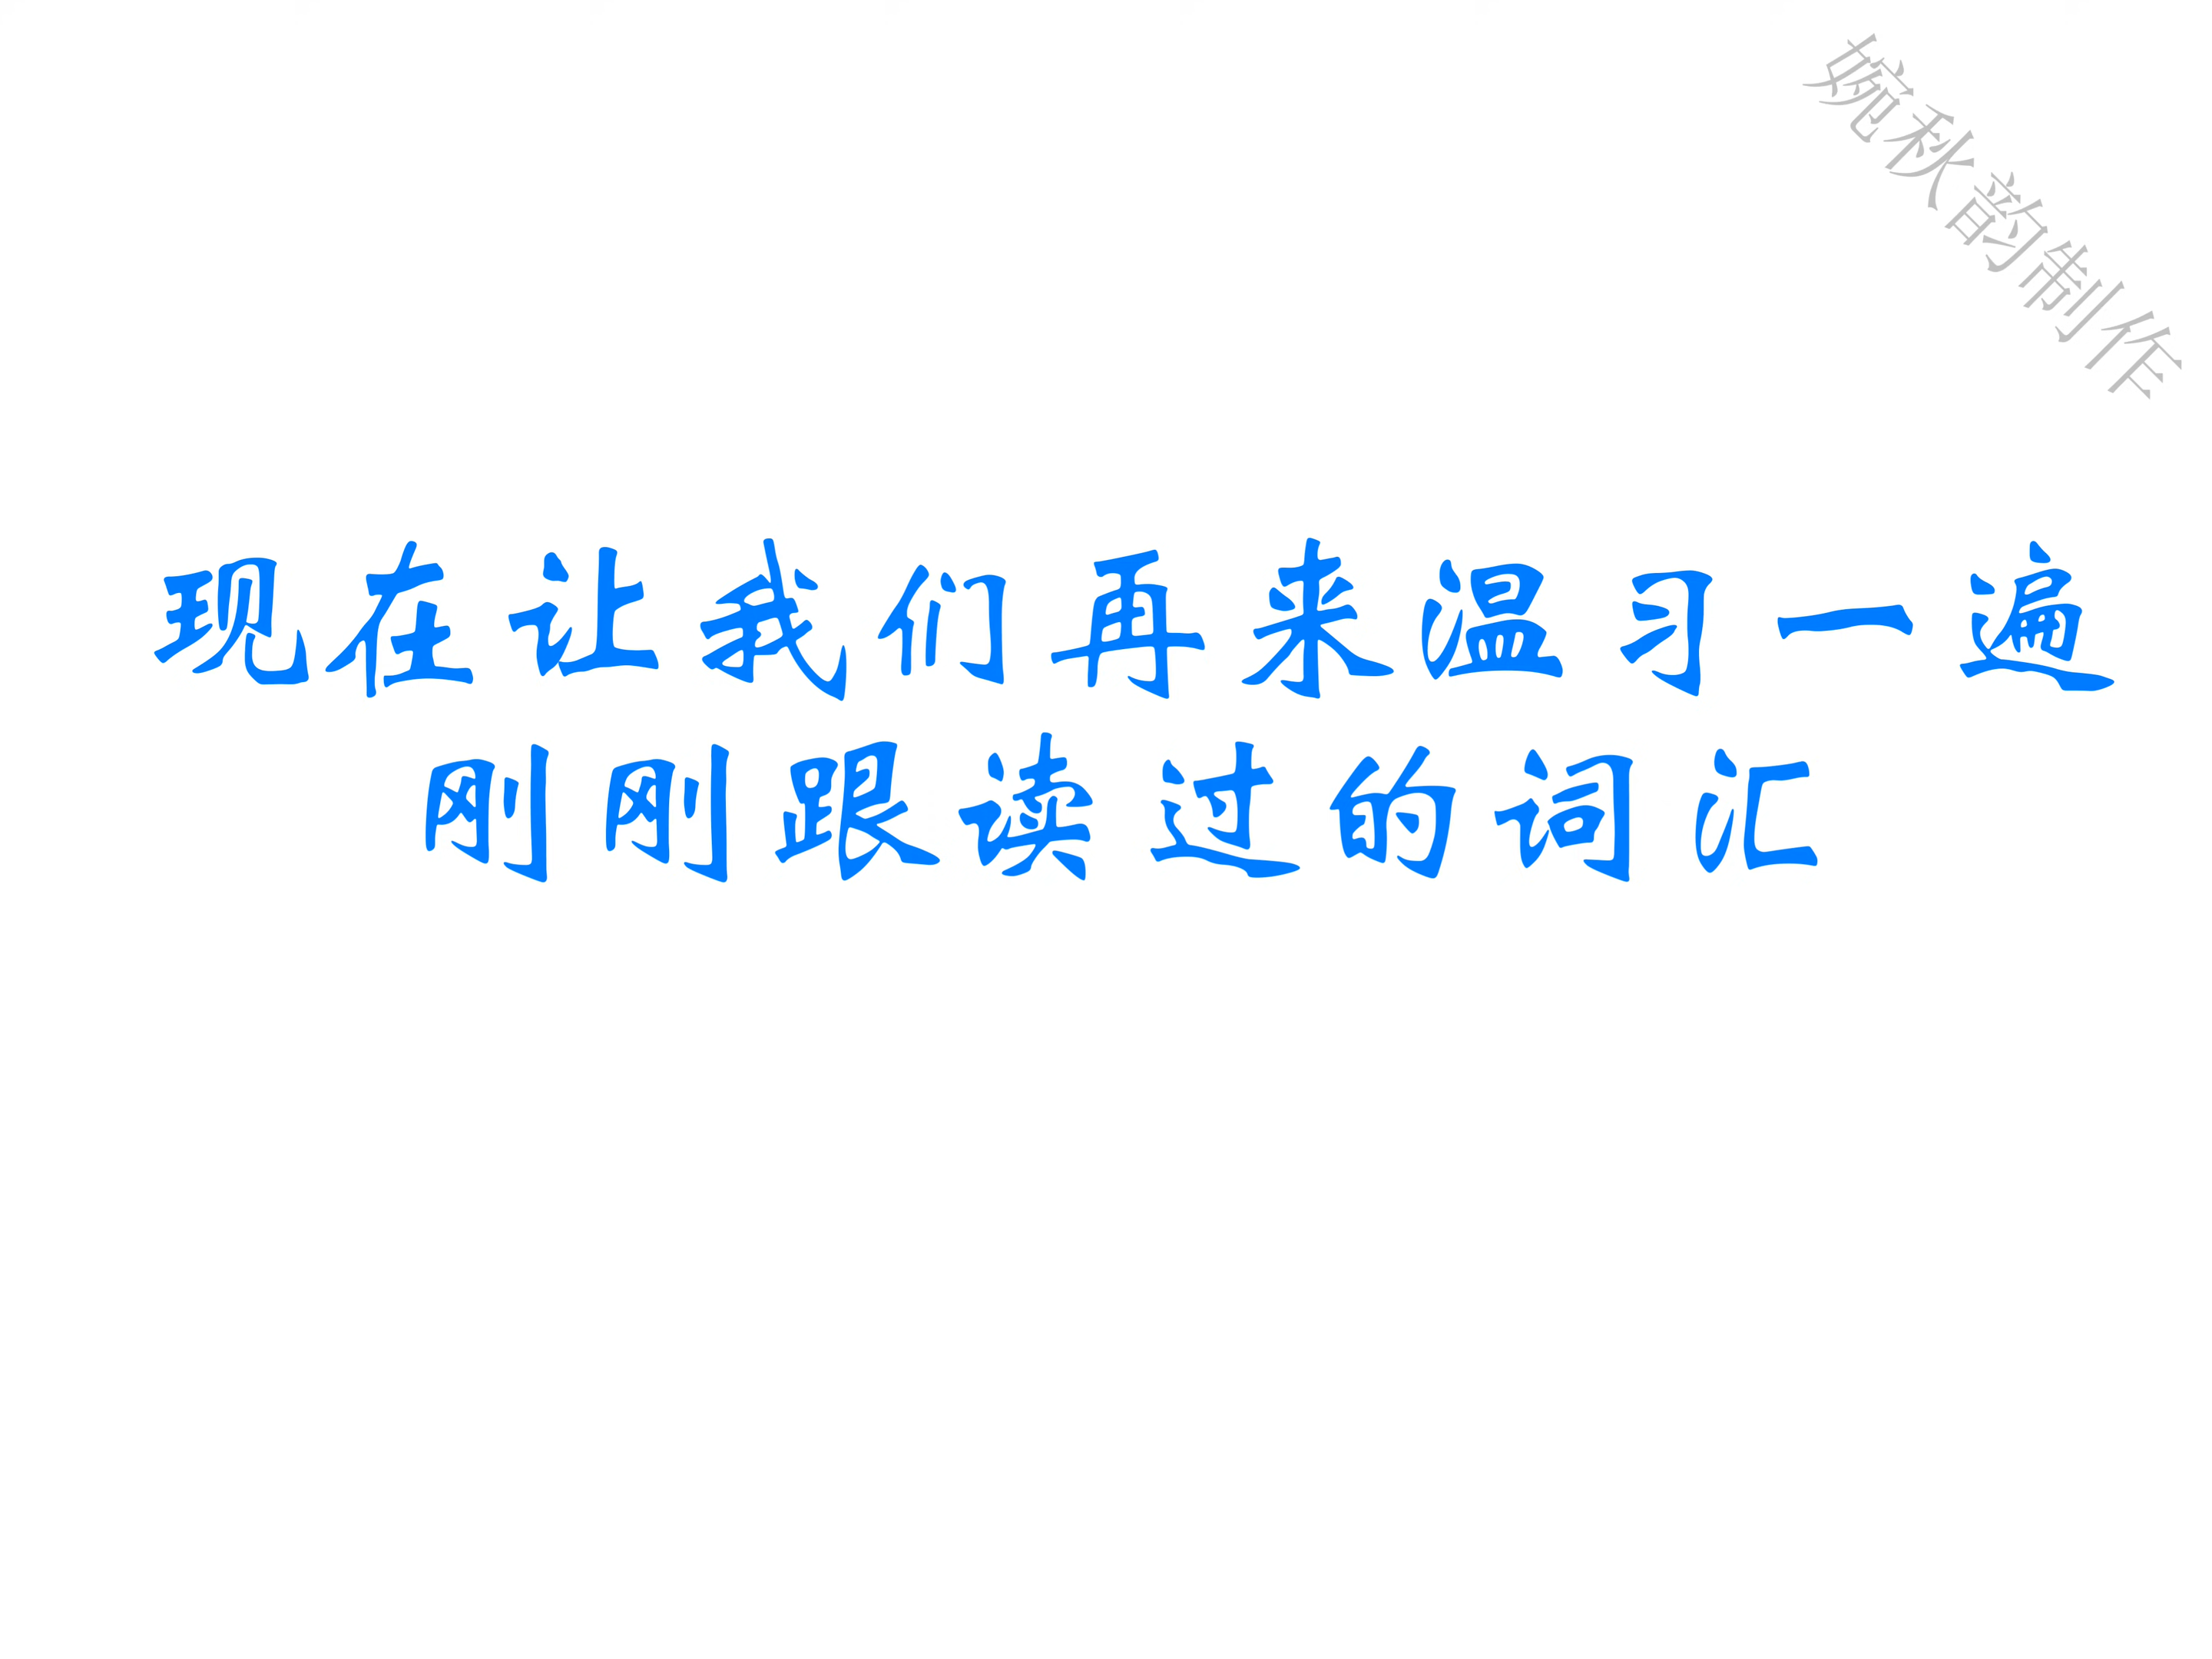 现在让我们再来温习一遍
刚刚跟读过的词汇
秋韵制作